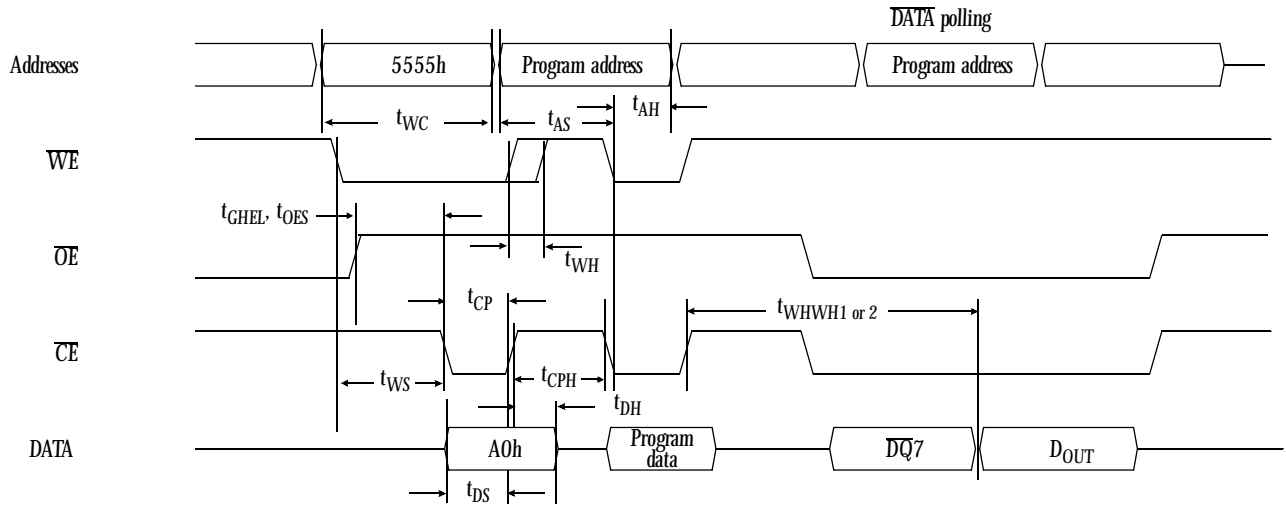 DATA polling
Addresses 5555h Program address Program address
tAH
tWC tAS
WE
tGHEL, tOES
OE
tWH
tCP
tWHWH1 or 2
CE
tWS tCPH
tDH
DATA A0h Program data DQ7 DOUT
tDS